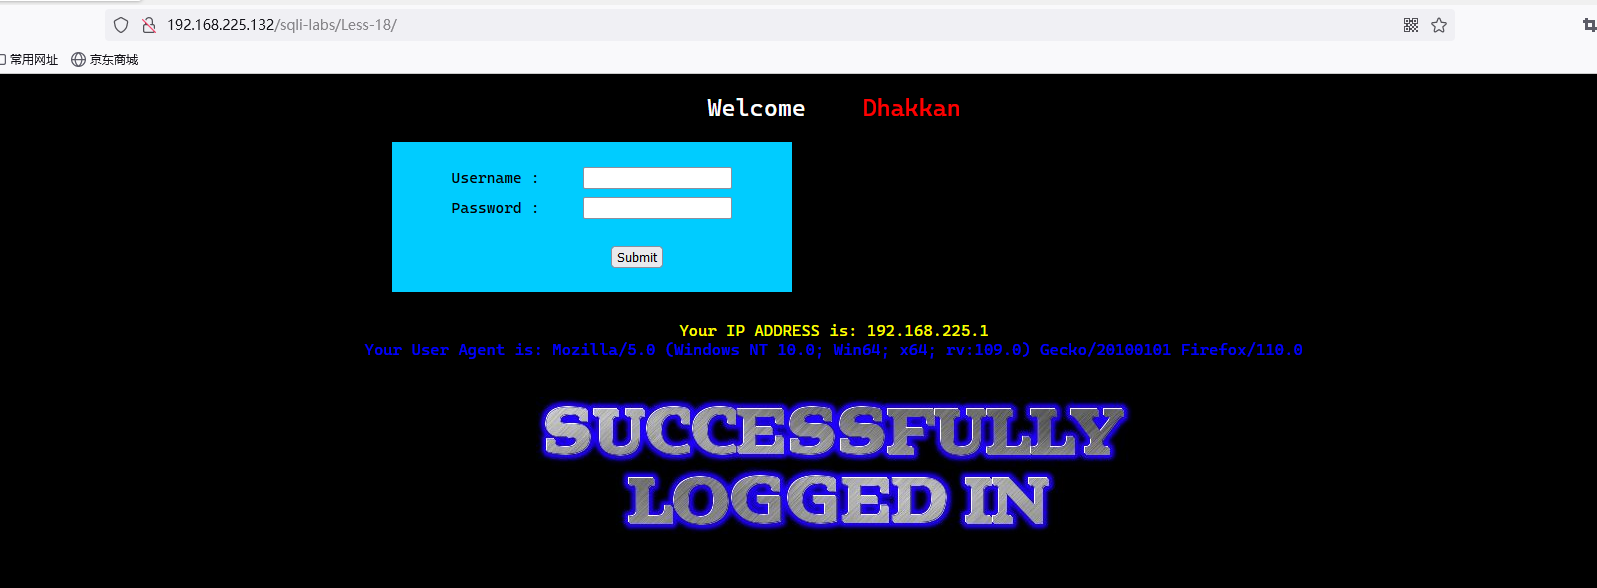 192.168.225.132/sqli-labs/Less-18/
常用网址 京东商城
Welcome Dhakkan
Username :
Password :
Submit
Your IP ADDRESS is: 192.168.225.1
Your User Agent is: Mozilla/5.0 (Windows NT 10.0; Win64; x64; rv:109.0) Gecko/20100101 Firefox/110.0
SUCCESSFULLY
LOGGED IN